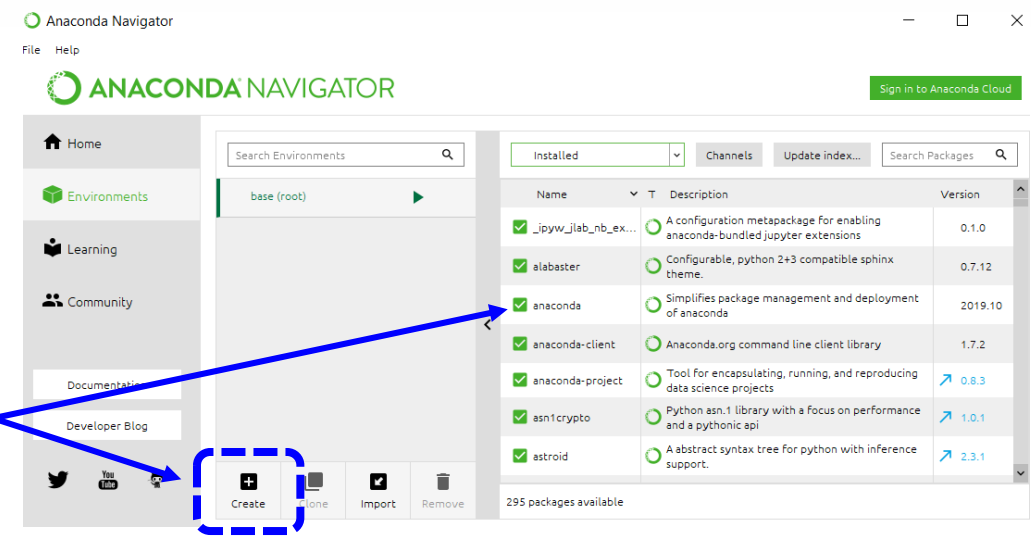 Anaconda Navigator
File Help
ANACONDA NAVIGATOR
Sign in to Anaconda Cloud
Home
Environments
Learning
Community
Documentation
Developer Blog
You
Tube
Search Environments
base (root)
Create
Clone
Import
Remove
Installed
Channels
Update index...
Search Packages
Name T Description Version
_ipyw_jlab_nb_ex... A configuration metapackage for enabling
anaconda-bundled jupyter extensions 0.1.0
alabaster Configurable, python 2+3 compatible sphinx
theme. 0.7.12
anaconda Simplifies package management and deployment
of anaconda 2019.10
anaconda-client Anaconda.org command line client library 1.7.2
anaconda-project Tool for encapsulating, running, and reproducing
data science projects 0.8.3
asn1crypto Python asn.1 library with a focus on performance
and a pythonic api 1.0.1
astroid A abstract syntax tree for python with inference
support. 2.3.1
295 packages available